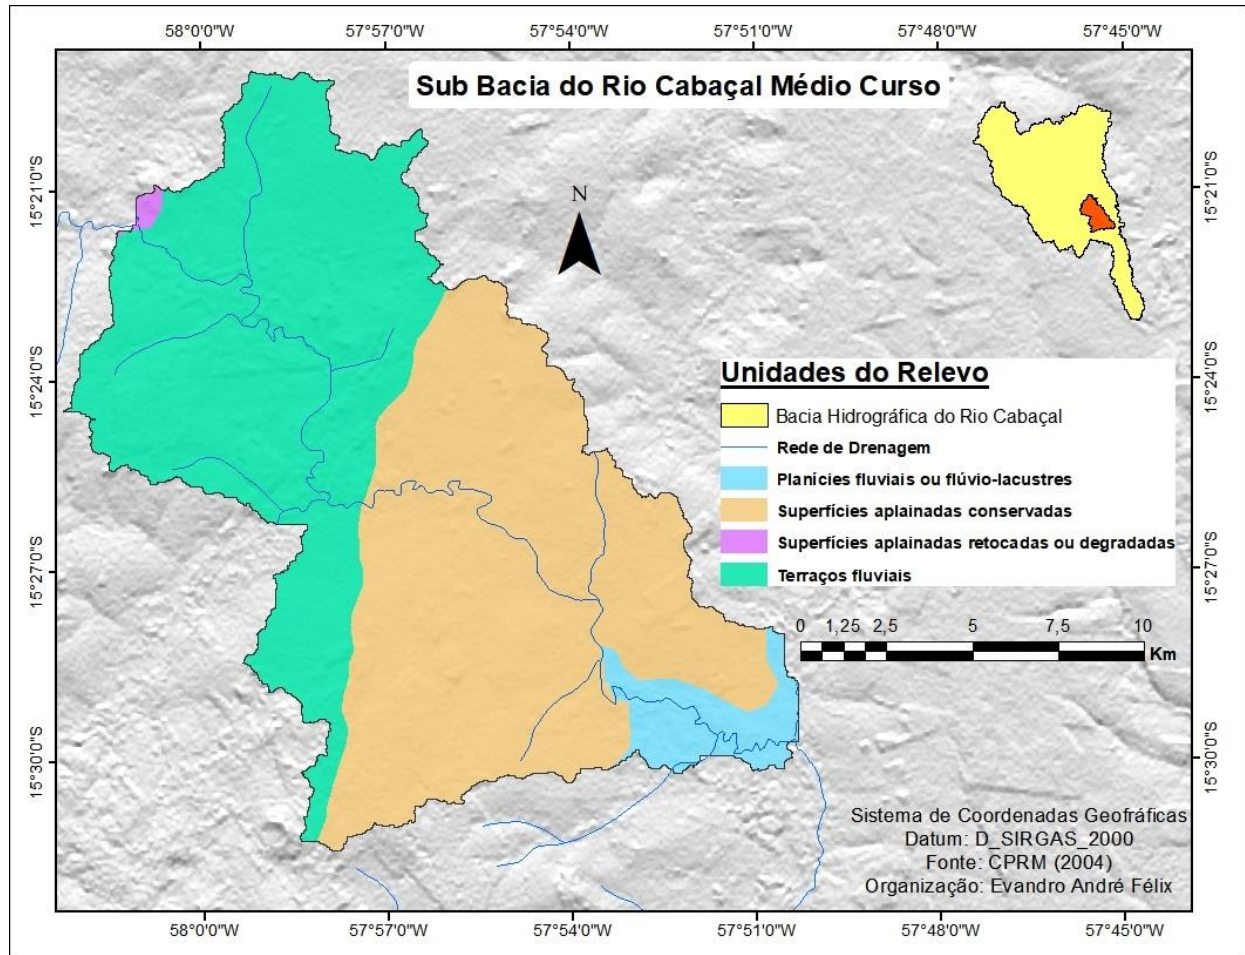 58°0'0"W 57°57'0"W 57°54'0"W 57°51'0"W 57°48'0"W 57°45'0"W
Sub Bacia do Rio Cabaçal Médio Curso
15°21'0"S 15°21'0"S
N
15°24'0"S 15°24'0"S
Unidades do Relevo
Bacia Hidrográfica do Rio Cabaçal
Rede de Drenagem
Planícies fluviais ou flúvio-lacustres
Superfícies aplainadas conservadas
Superfícies aplainadas retocadas ou degradadas
Terraços fluviais
15°27'0"S 15°27'0"S
0 1,25 2,5 5 7,5 10
Km
15°30'0"S 15°30'0"S
Sistema de Coordenadas Geofráficas
Datum: D_SIRGAS_2000
Fonte: CPRM (2004)
Organização: Evandro André Félix
58°0'0"W 57°57'0"W 57°54'0"W 57°51'0"W 57°48'0"W 57°45'0"W